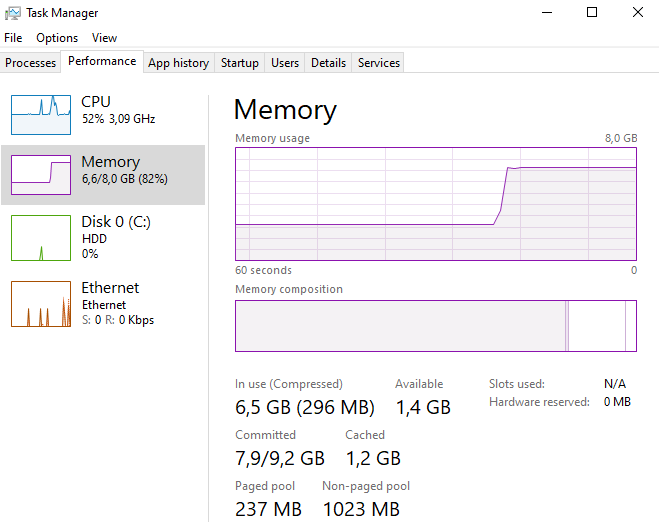 Task Manager
File Options View
Processes Performance App history Startup Users Details Services
CPU
52% 3,09 GHz
Memory
6,6/8,0 GB (82%)
Disk 0 (C:)
HDD
0%
Ethernet
Ethernet
S: 0 R: 0 Kbps
Memory
Memory usage 8,0 GB
60 seconds 0
Memory composition
In use (Compressed) Available Slots used: N/A
6,5 GB (296 MB) 1,4 GB Hardware reserved: 0 MB
Committed Cached
7,9/9,2 GB 1,2 GB
Paged pool Non-paged pool
237 MB 1023 MB